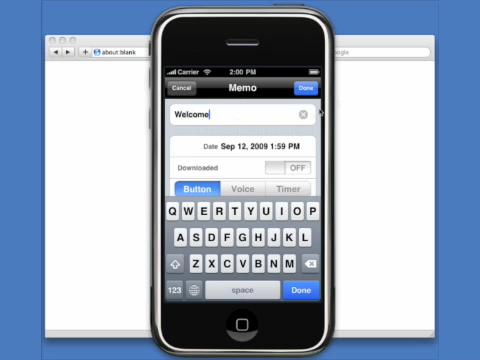 about:blank
Google
Carrier 2:00 PM
Cancel Memo Done
Welcome
Date Sep 12, 2009 1:59 PM
Downloaded OFF
Button Voice Timer
Q W E R T Y U I O P
A S D F G H J K L
Z X C V B N M
123 space Done